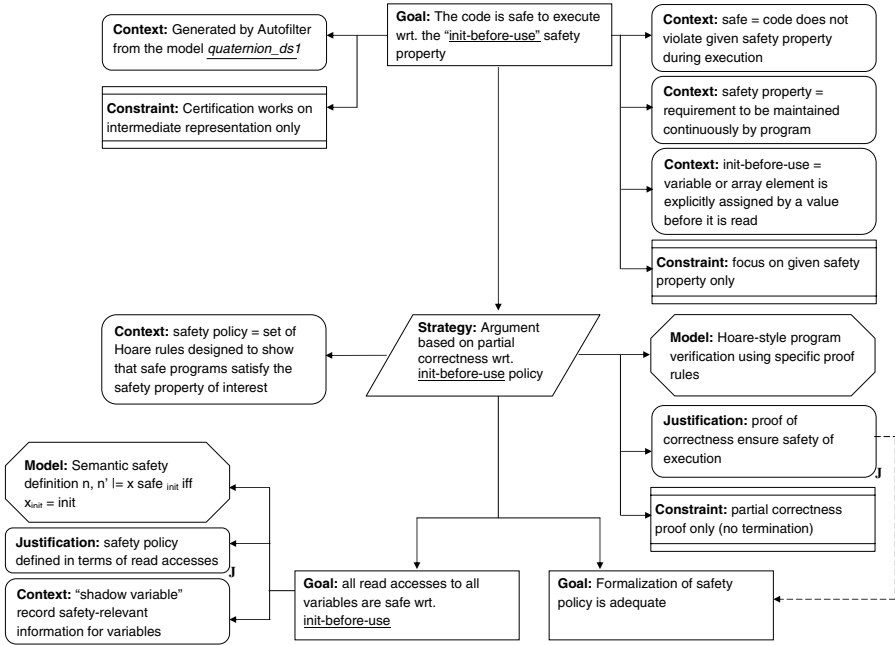 Context: Generated by Autofilter
from the model quaternion_ds1
Constraint: Certification works on
intermediate representation only
Goal: The code is safe to execute
wrt. the “init-before-use” safety
property
Context: safe = code does not
violate given safety property
during execution
Context: safety property =
requirement to be maintained
continuously by program
Context: init-before-use =
variable or array element is
explicitly assigned by a value
before it is read
Constraint: focus on given safety
property only
Context: safety policy = set of
Hoare rules designed to show
that safe programs satisfy the
safety property of interest
Strategy: Argument
based on partial
correctness wrt.
init-before-use policy
Model: Hoare-style program
verification using specific proof
rules
Justification: proof of
correctness ensure safety of
execution
J
Constraint: partial correctness
proof only (no termination)
Model: Semantic safety
definition n, n’ |= x safe init iff
xinit = init
Justification: safety policy
defined in terms of read accesses
J
Context: “shadow variable”
record safety-relevant
information for variables
Goal: all read accesses to all
variables are safe wrt.
init-before-use
Goal: Formalization of safety
policy is adequate